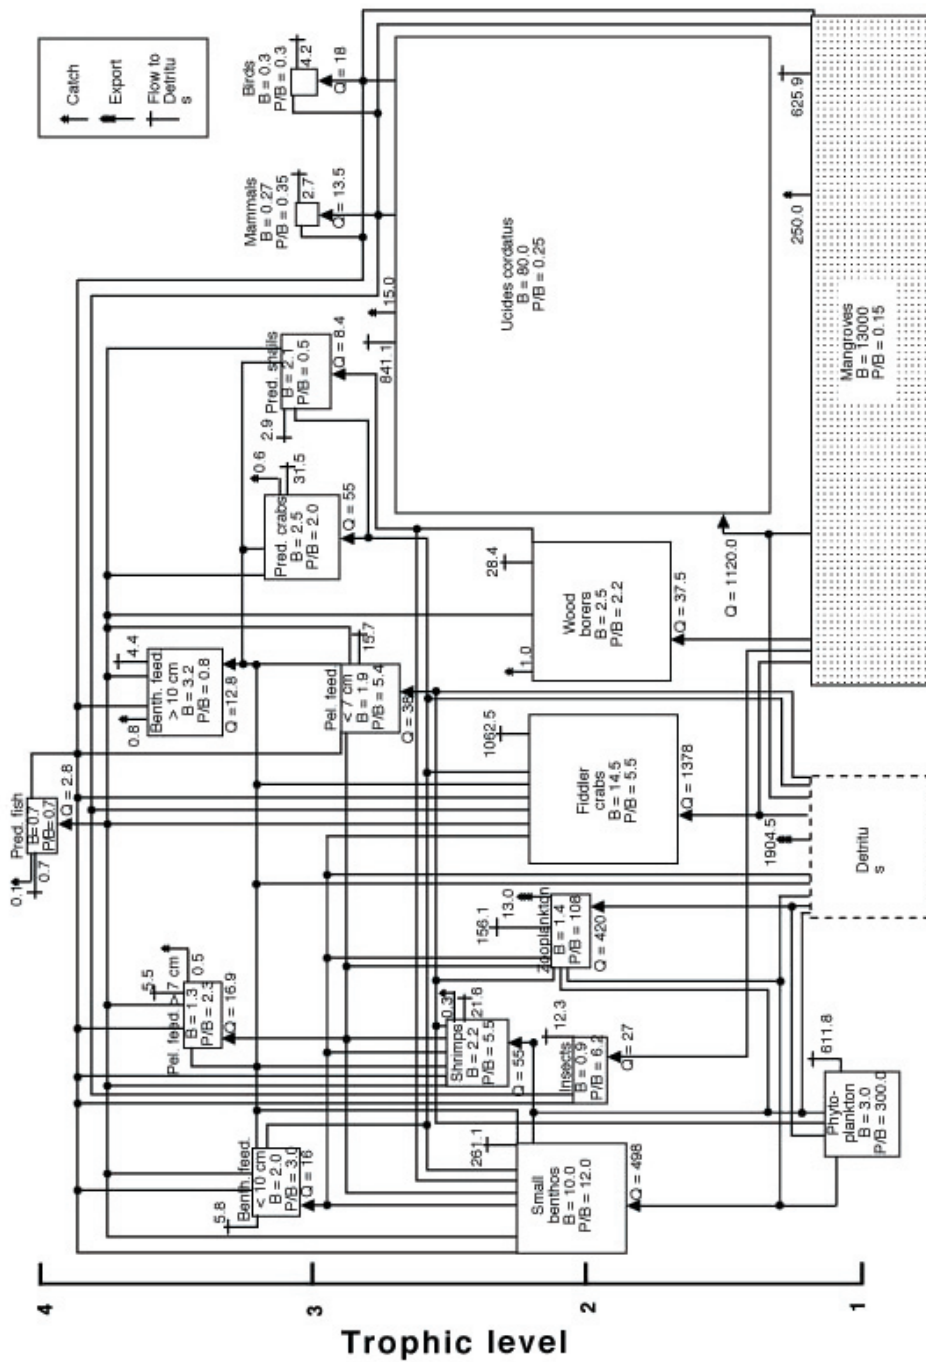 Catch
Export
Flow to
Detritu
s
Birds
B = 0.3
P/B = 0.3
4.2
Q = 18
Mammals
B = 0.27
P/B = 0.35
2.7
Q = 13.5
Pred. snails
B = 2.1
P/B = 0.5
Q = 8.4
2.9
Pred. crabs
B = 2.5
P/B = 2.0
0.6
31.5
Q = 55
Benth. feed.
> 10 cm
B = 3.2
P/B = 0.8
4.4
0.8
Q = 12.8
Pel. feed.
< 7 cm
B = 1.9
P/B = 5.4
15.7
Pred. fish
B=0.7
P/B=0.7
Q = 2.8
0.1
0.7
Pel. feed. > 7 cm
B = 1.3
P/B = 2.3
5.5
0.5
Q = 16.9
Benth. feed.
< 10 cm
B = 2.0
P/B = 3.0
5.8
Q = 16
Ucides cordatus
B = 80.0
P/B = 0.25
841.1
15.0
Q = 1120.0
Wood
borers
B = 2.5
P/B = 2.2
28.4
1.0
Q = 37.5
Fiddler
crabs
B = 14.5
P/B = 5.5
1062.5
Q = 1378
Zooplankton
B = 1.4
P/B = 108
156.1
13.0
Q = 420
Shrimps
B = 2.2
P/B = 5.5
0.3
21.6
Q = 55
Insects
B = 0.9
P/B = 6.2
12.3
Q = 27
Small
benthos
B = 10.0
P/B = 12.0
261.1
Q = 498
Mangroves
B = 13000
P/B = 0.15
625.9
250.0
Detritu
s
1904.5
Phyto-
plankton
B = 3.0
P/B = 300.0
611.8
4
3
2
1
Trophic level